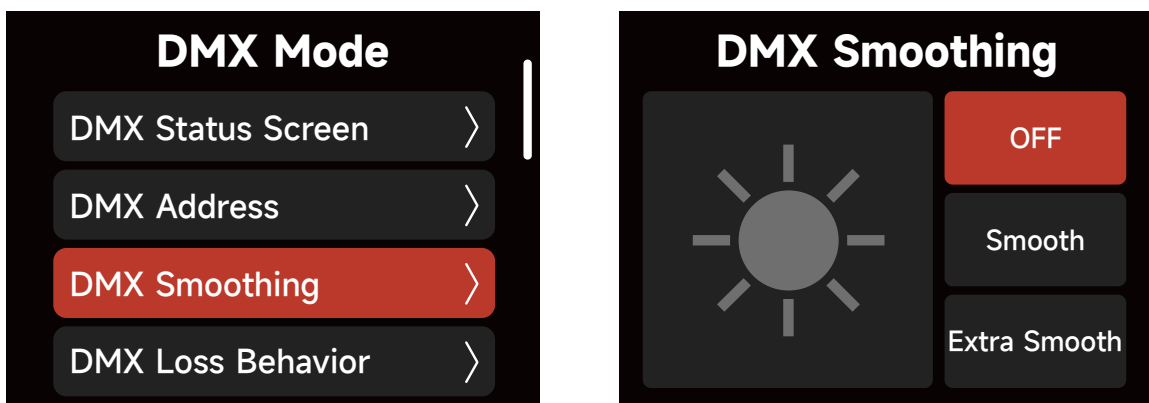 DMX Mode
DMX Status Screen
DMX Address
DMX Smoothing
DMX Loss Behavior
DMX Smoothing
OFF
Smooth
Extra Smooth